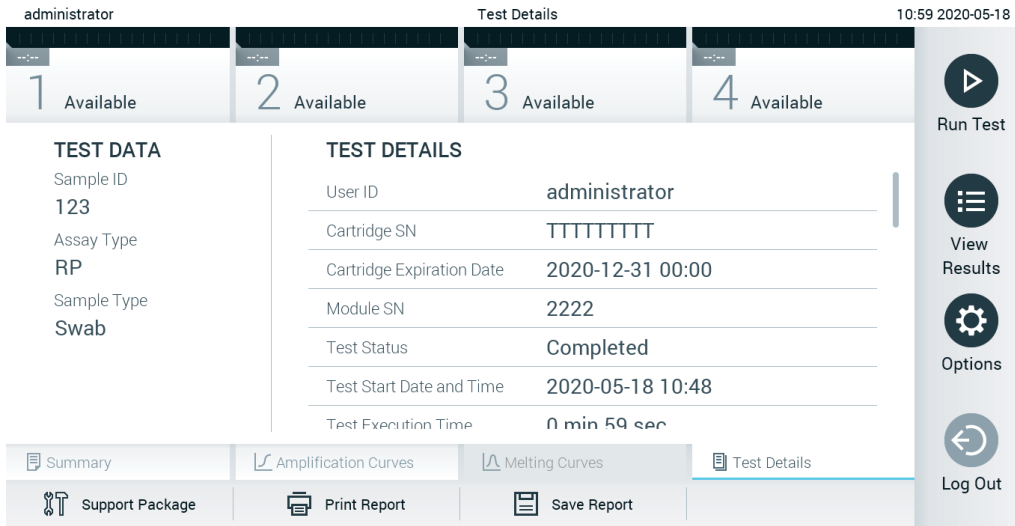 administrator
Test Details
10:59 2020-05-18
--:--
1 Available
--:--
2 Available
--:--
3 Available
--:--
4 Available
TEST DATA
Sample ID
123
Assay Type
RP
Sample Type
Swab
TEST DETAILS
User ID administrator
Cartridge SN TTTTTTTTT
Cartridge Expiration Date 2020-12-31 00:00
Module SN 2222
Test Status Completed
Test Start Date and Time 2020-05-18 10:48
Test Execution Time 0 min 59 sec
Run Test
View
Results
Options
Log Out
Summary
Amplification Curves
Melting Curves
Test Details
Support Package
Print Report
Save Report